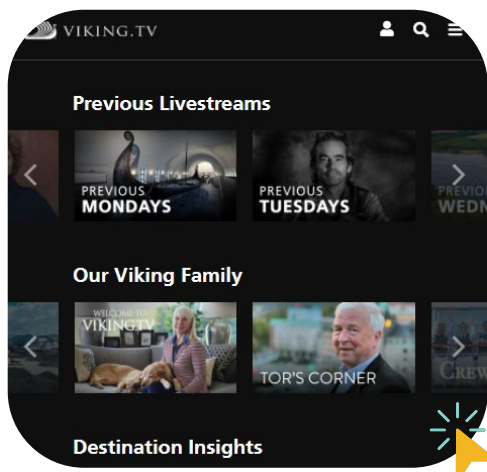 VIKING.TV
Previous Livestreams
PREVIOUS
MONDAYS
PREVIOUS
TUESDAYS
Our Viking Family
WELCOME TO
VIKING.TV
TOR'S CORNER
Destination Insights